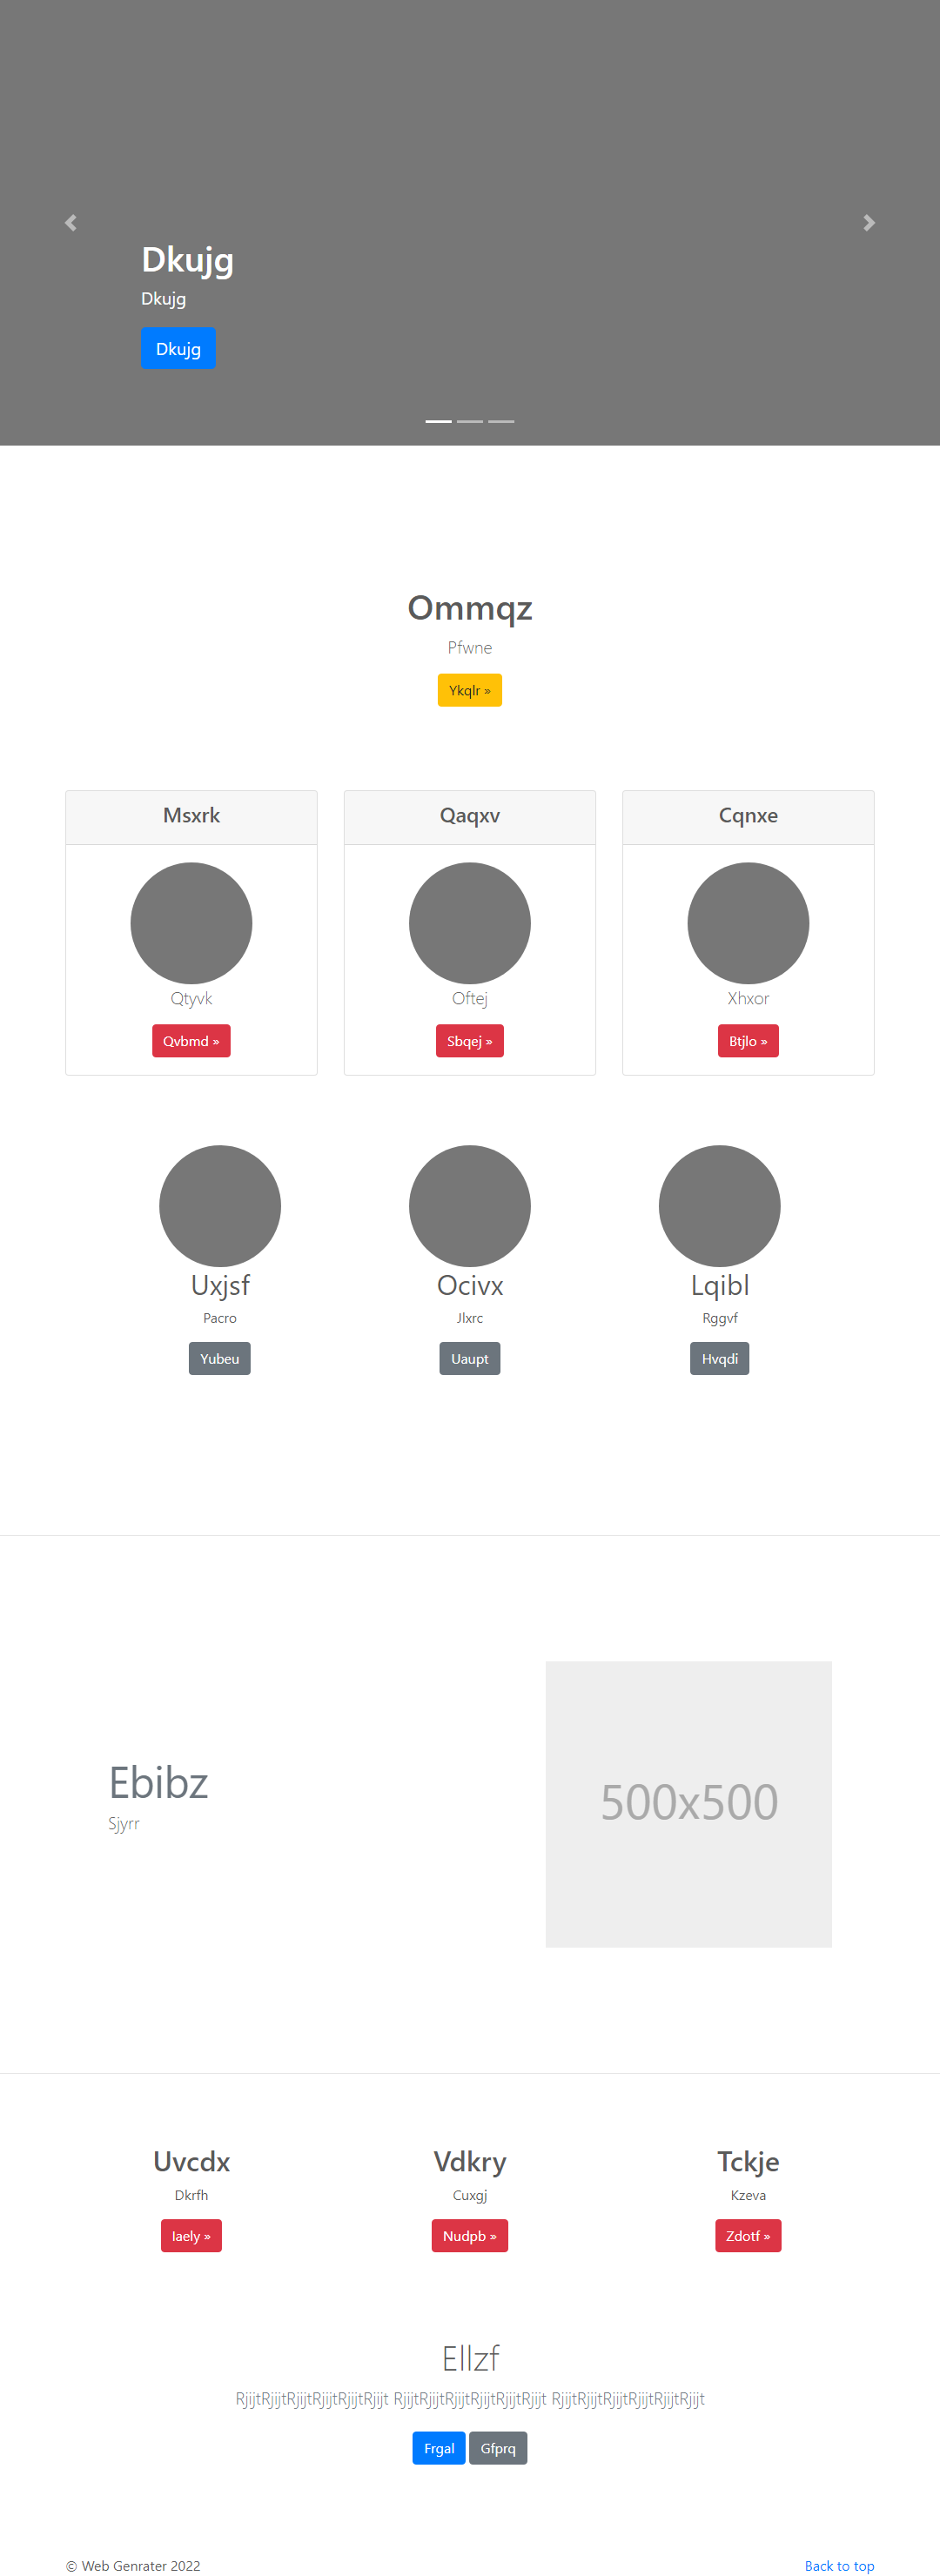 Dkujg
Dkujg
Dkujg
Ommqz
Pfwne
Ykqlr »
Msxrk
Qaqxv
Cqnxe
Qtyvk
Oftej
Xhxor
Qvbmd »
Sbqej »
Btjlo »
Uxjsf
Ocivx
Lqibl
Pacro
Jlxrc
Rggvf
Yubeu
Uaupt
Hvqdi
Ebibz
Sjyrr
500x500
Uvcdx
Vdkry
Tckje
Dkrfh
Cuxgj
Kzeva
Iaely »
Nudpb »
Zdotf »
Ellzf
RjijtRjijtRjijtRjijtRjijtRjijt RjijtRjijtRjijtRjijtRjijtRjijt RjijtRjijtRjijtRjijtRjijtRjijt
Frgal
Gfprq
© Web Genrater 2022
Back to top